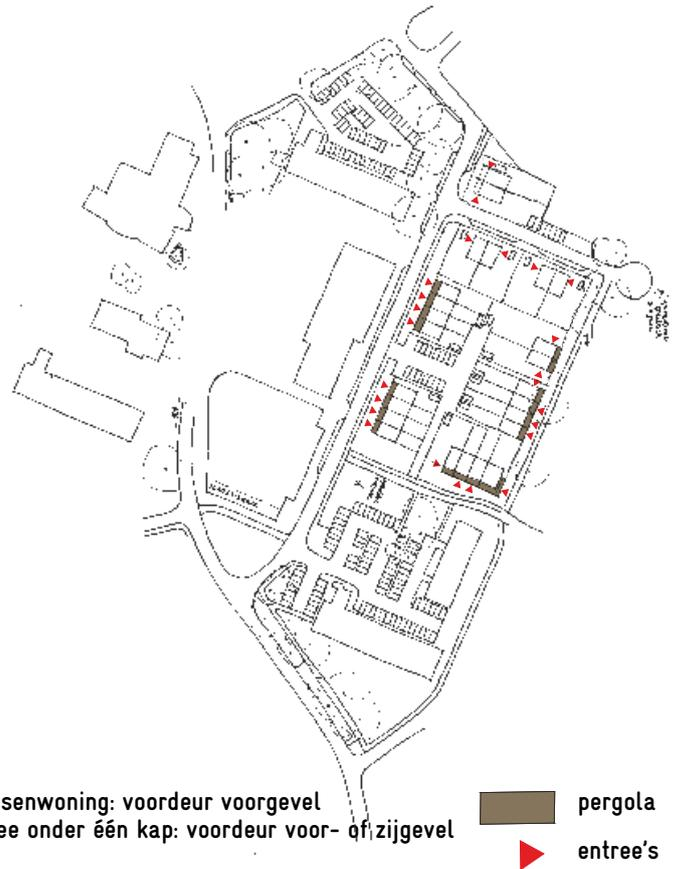 senwoning: voordeur voorgevel
ee onder één kap: voordeur voor- of zijgevel
pergola
entree's